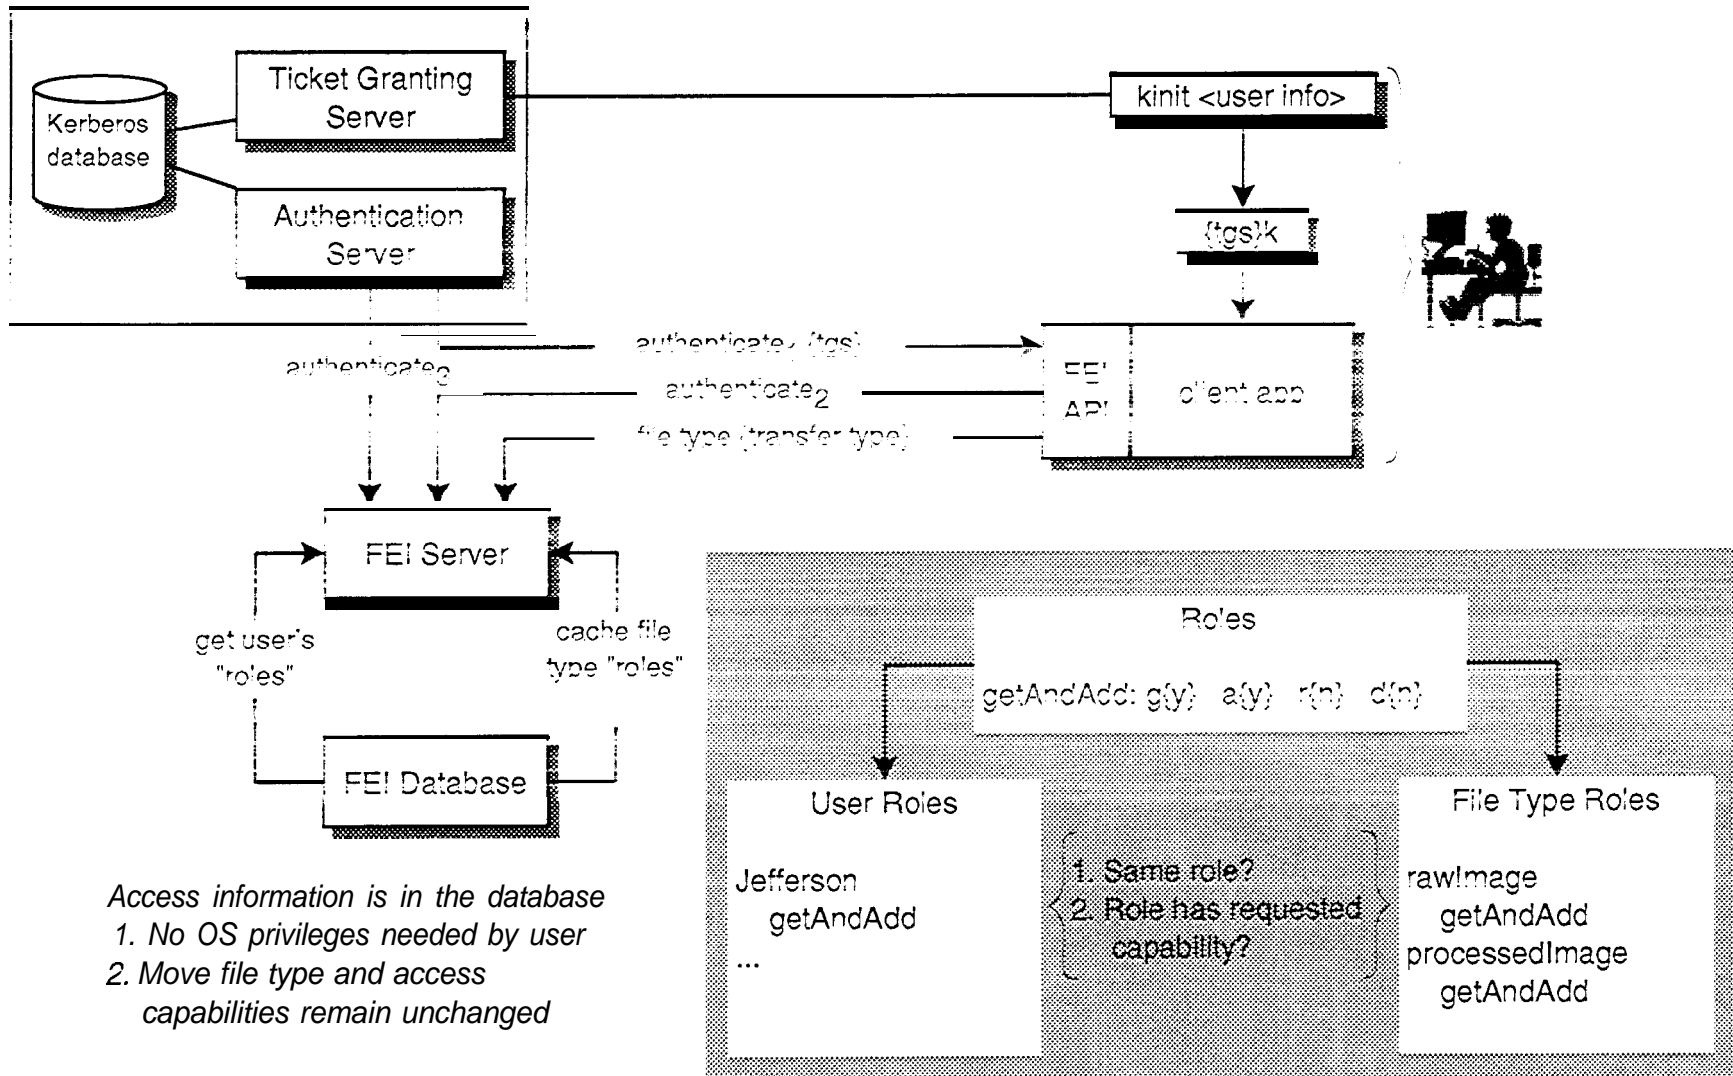 Ticket Granting
Server
kinit <user info>
Kerberos
database
Authentication
Server
{tgs}k
authenticate1 {tgs}
authenticate3
authenticate2
FEI
API
client app
file type {transfer type}
FEI Server
get user's
"roles"
cache file
type "roles"
FEI Database
Roles
getAndAdd: g{y} a{y} r{n} d{n}
User Roles
Jefferson
getAndAdd
...
1. Same role?
2. Role has requested
capability?
File Type Roles
rawImage
getAndAdd
processedImage
getAndAdd
Access information is in the database
1. No OS privileges needed by user
2. Move file type and access
capabilities remain unchanged